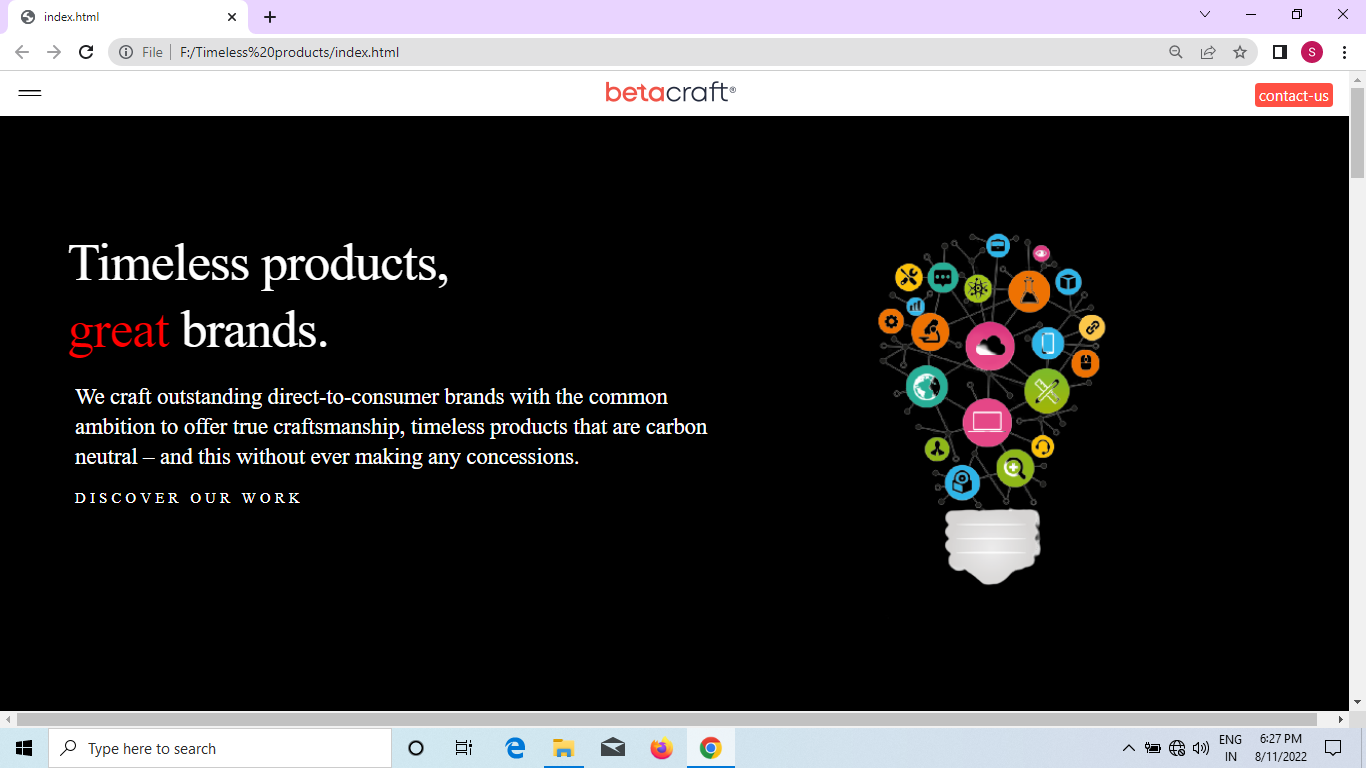 index.html
File
F:/Timeless%20products/index.html
S
betacraft®
contact-us
Timeless products,
great brands.
We craft outstanding direct-to-consumer brands with the common
ambition to offer true craftsmanship, timeless products that are carbon
neutral – and this without ever making any concessions.
DISCOVER OUR WORK
Type here to search
ENG
IN
6:27 PM
8/11/2022